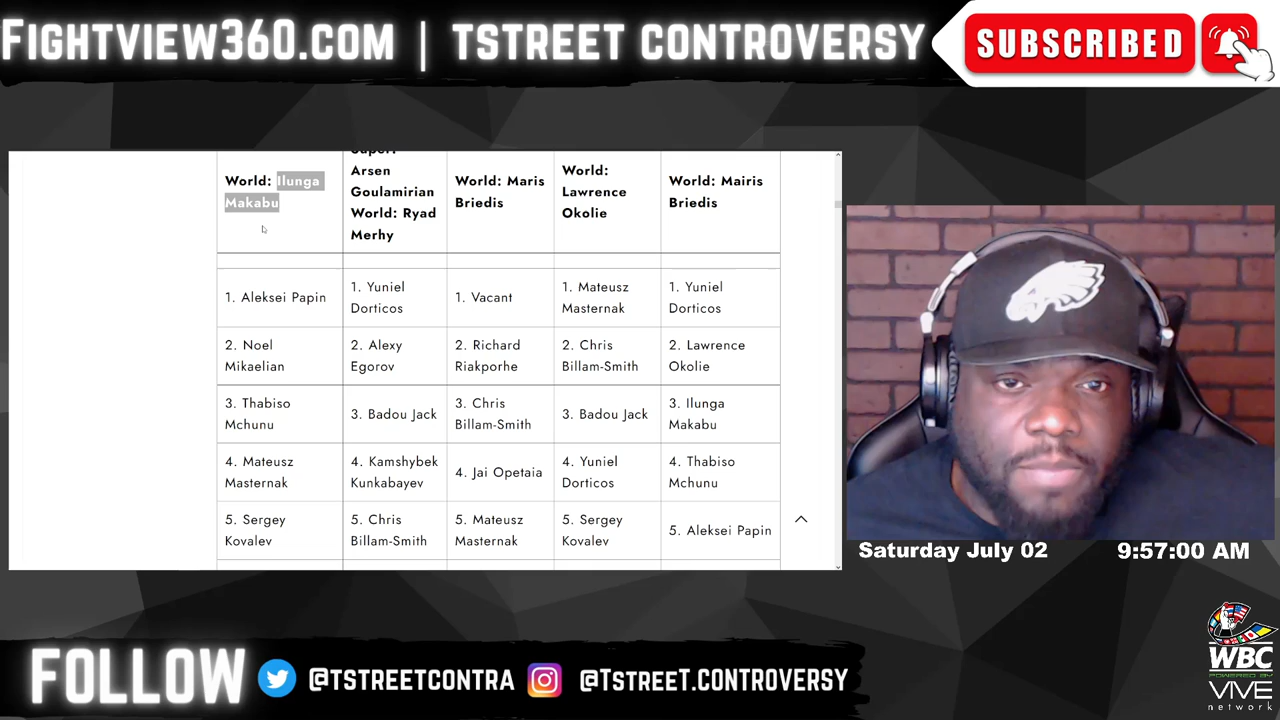 FIGHTVIEW360.COM | TSTREET CONTROVERSY
SUBSCRIBED
World: Ilunga
Makabu
Super:
Arsen
Goulamirian
World: Ryad
Merhy
World: Maris
Briedis
World:
Lawrence
Okolie
World: Mairis
Briedis
1. Aleksei Papin
1. Yuniel
Dorticos
1. Vacant
1. Mateusz
Masternak
1. Yuniel
Dorticos
2. Noel
Mikaelian
2. Alexy
Egorov
2. Richard
Riakporhe
2. Chris
Billam-Smith
2. Lawrence
Okolie
3. Thabiso
Mchunu
3. Badou Jack
3. Chris
Billam-Smith
3. Badou Jack
3. Ilunga
Makabu
4. Mateusz
Masternak
4. Kamshybek
Kunkabayev
4. Jai Opetaia
4. Yuniel
Dorticos
4. Thabiso
Mchunu
5. Sergey
Kovalev
5. Chris
Billam-Smith
5. Mateusz
Masternak
5. Sergey
Kovalev
5. Aleksei Papin
Saturday July 02 9:57:00 AM
FOLLOW @TSTREETCONTRA @TSTREET.CONTROVERSY
WBC
POWERED BY
VIVE
network